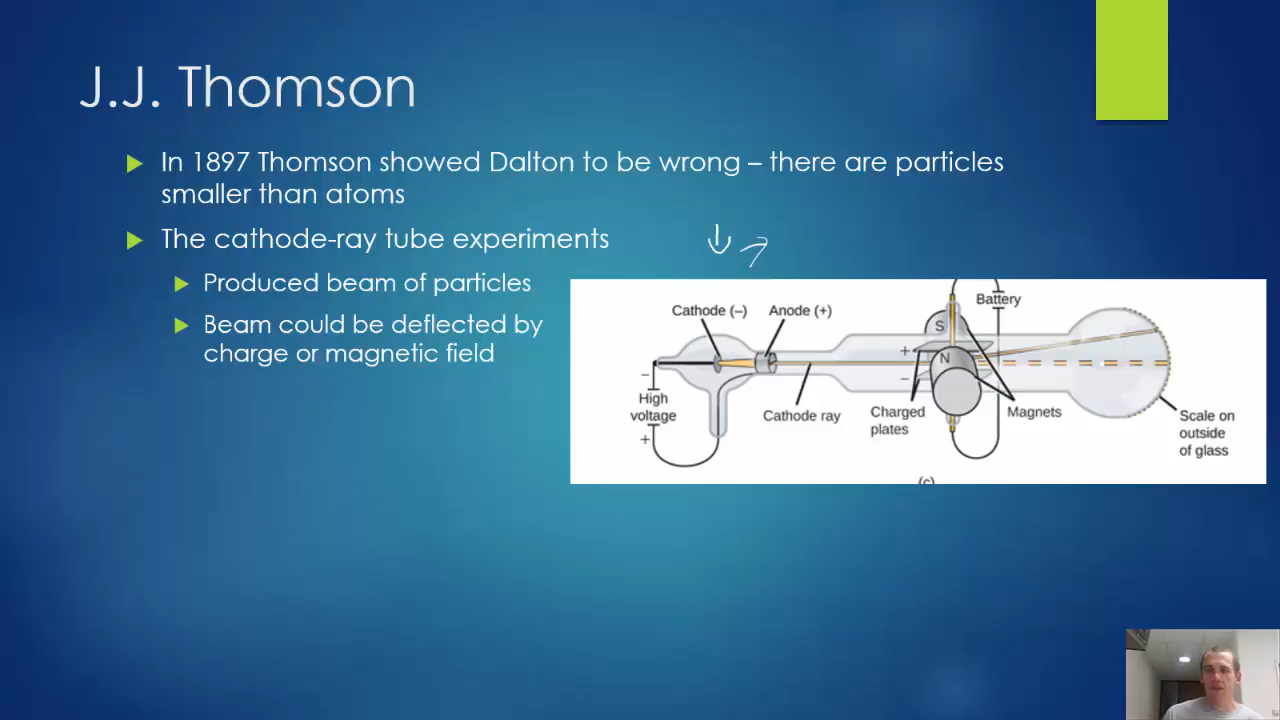 J.J. Thomson
In 1897 Thomson showed Dalton to be wrong – there are particles
smaller than atoms
The cathode-ray tube experiments
Produced beam of particles
Beam could be deflected by
charge or magnetic field
Cathode (–)
Anode (+)
Battery
S
+
N
–
–
High
voltage
+
Cathode ray
Charged
plates
Magnets
Scale on
outside
of glass
(c)